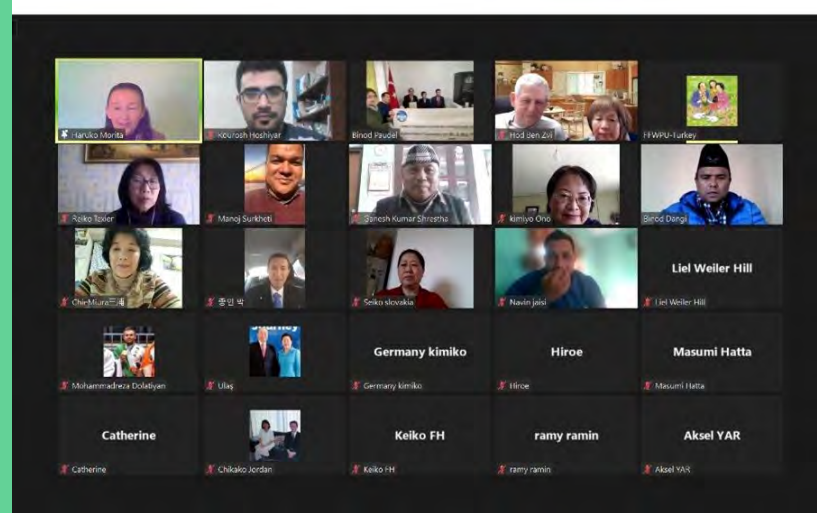 Haruko Morita
Kourosh Hoshiyar
Binod Paudel
Hod Ben Zvi
FFWPU-Turkey
Reiko Texier
Manoj Surkheti
Ganesh Kumar Shrestha
kimiyo Ono
Binod Dangi
Chie Miura三浦
종인 박
Seiko slovakia
Navin jaisi
Liel Weiler Hill
Liel Weiler Hill
Mohammadreza Dolatiyan
Journey
Ulaş
Germany kimiko
Germany kimiko
Hiroe
Hiroe
Masumi Hatta
Masumi Hatta
Catherine
Catherine
Chikako Jordan
Keiko FH
Keiko FH
ramy ramin
ramy ramin
Aksel YAR
Aksel YAR